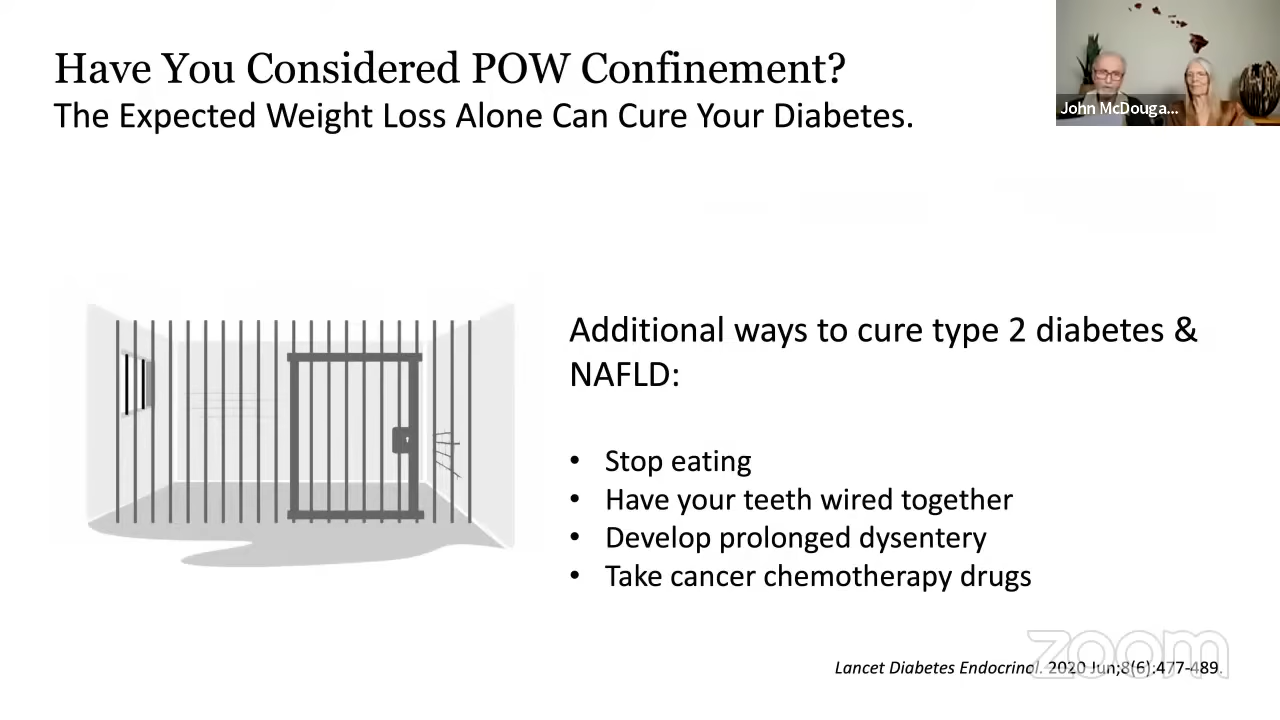 Have You Considered POW Confinement?
The Expected Weight Loss Alone Can Cure Your Diabetes.
John McDouga...
Additional ways to cure type 2 diabetes &
NAFLD:
• Stop eating
• Have your teeth wired together
• Develop prolonged dysentery
• Take cancer chemotherapy drugs
zoom
Lancet Diabetes Endocrinol. 2020 Jun;8(6):477-489.